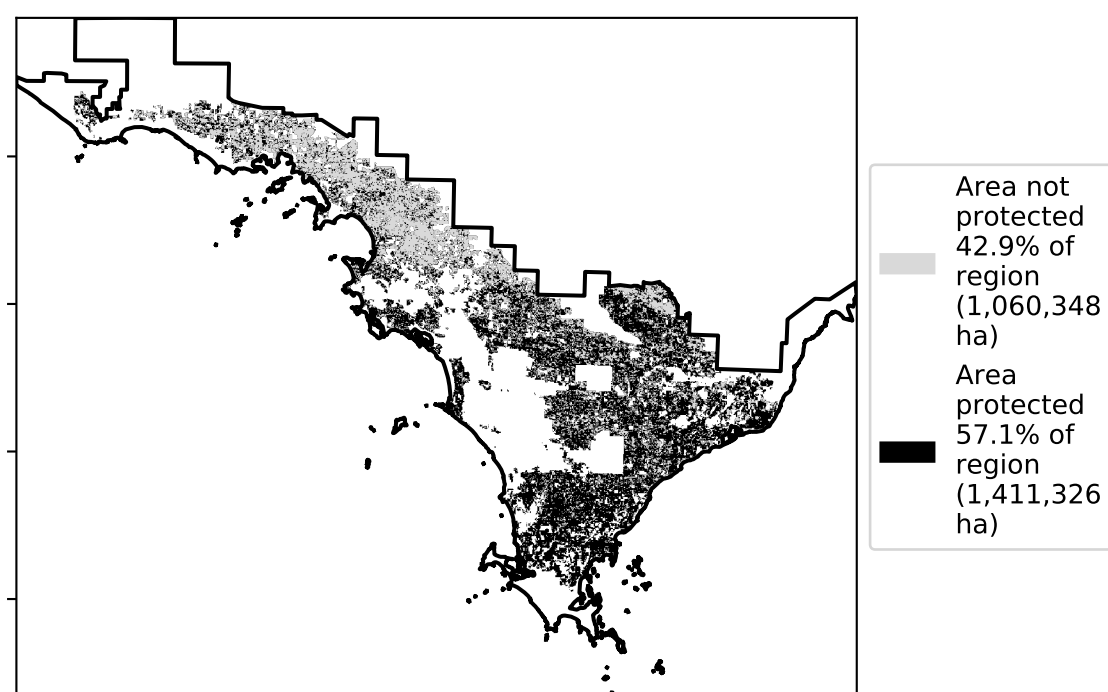 Area not
protected
42.9% of
region
(1,060,348
ha)
Area
protected
57.1% of
region
(1,411,326
ha)